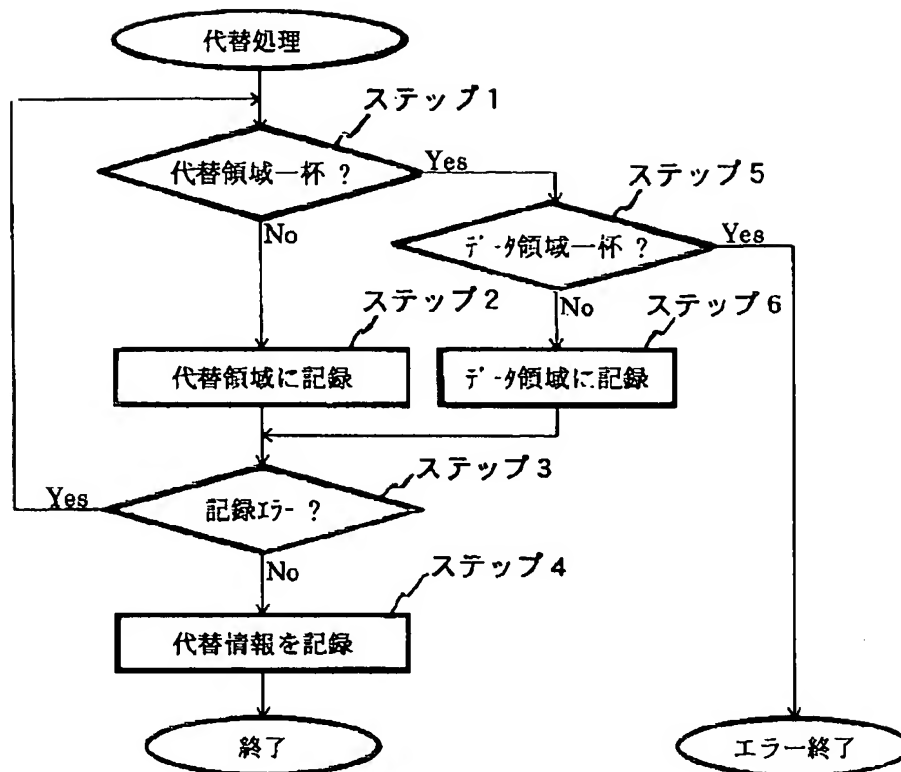 代替処理
ステップ1
代替領域一杯 ?
Yes
ステップ5
No
データ領域一杯 ?
Yes
ステップ2
No
ステップ6
代替領域に記録
データ領域に記録
ステップ3
Yes
記録エラー ?
No
ステップ4
代替情報を記録
終了
エラー終了